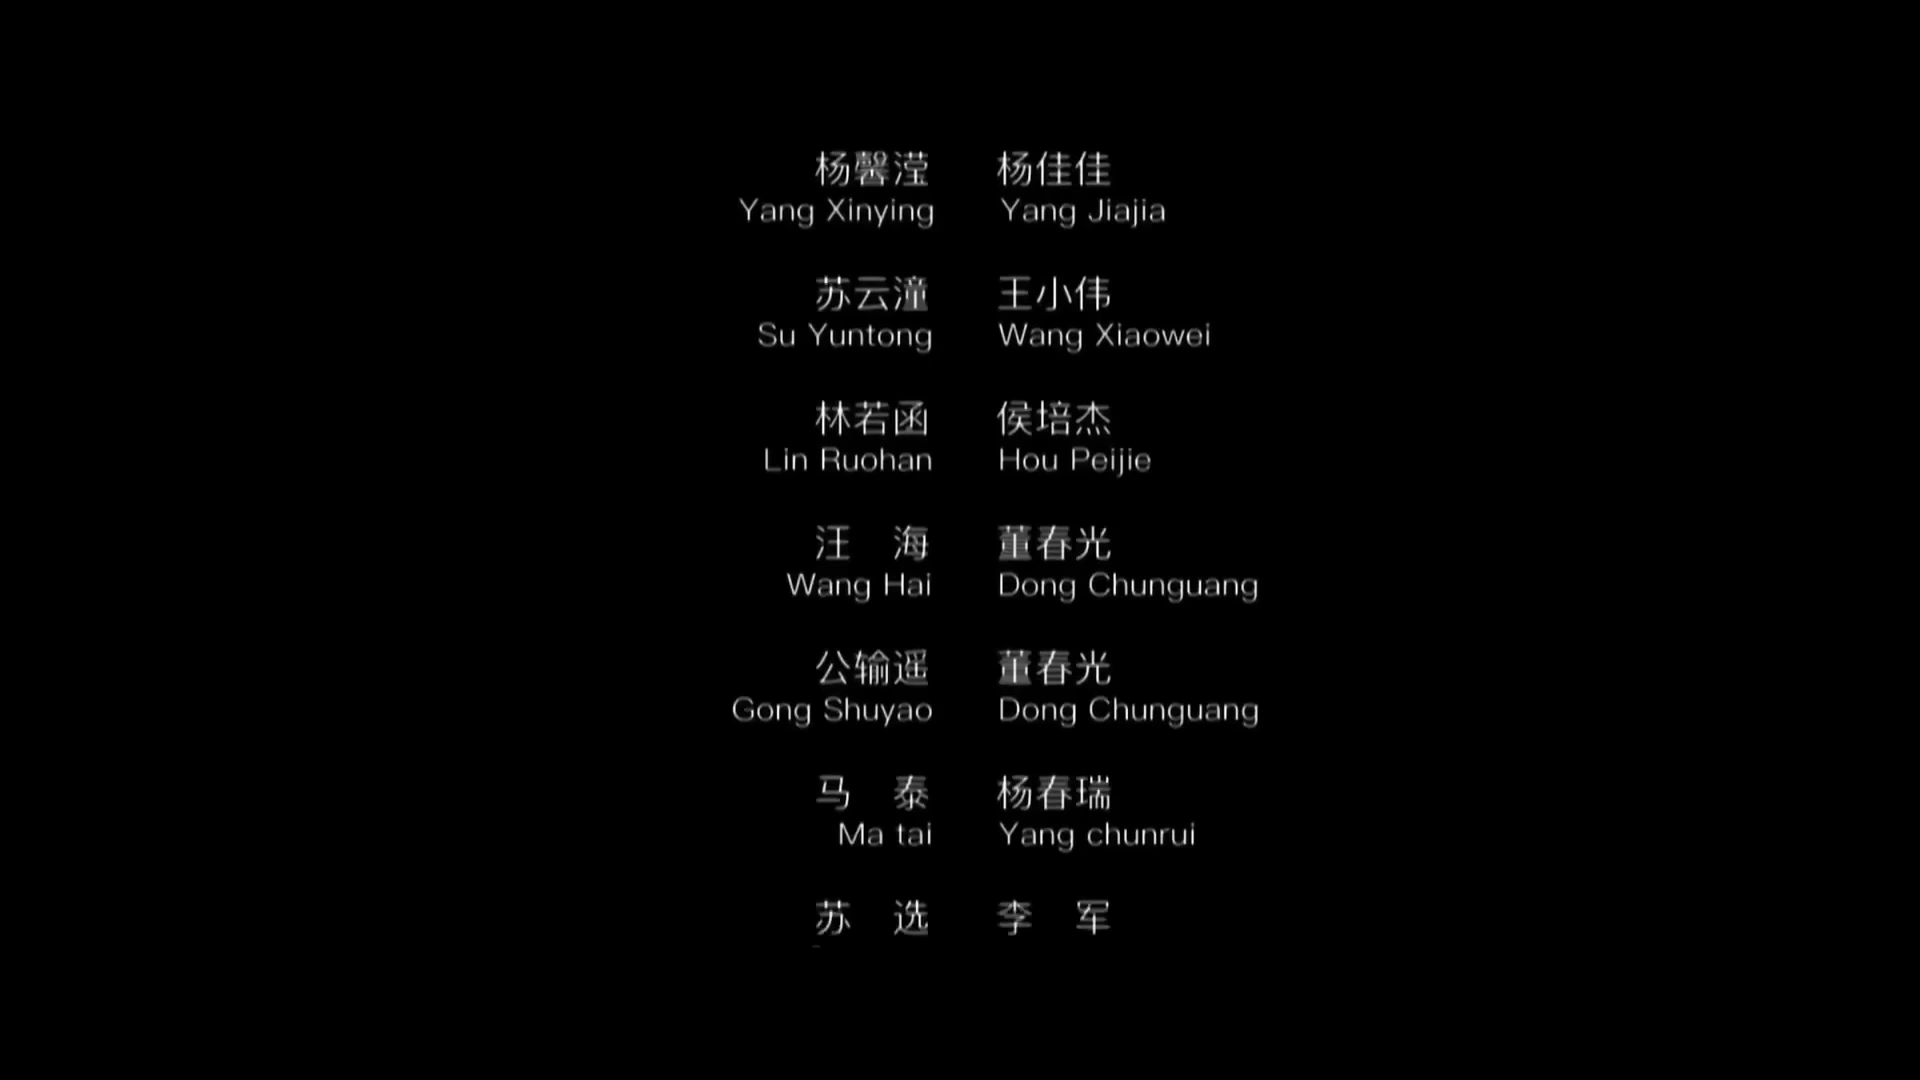 杨馨滢 杨佳佳
Yang Xinying Yang Jiajia
苏云潼 王小伟
Su Yuntong Wang Xiaowei
林若函 侯培杰
Lin Ruohan Hou Peijie
汪 海 董春光
Wang Hai Dong Chunguang
公输遥 董春光
Gong Shuyao Dong Chunguang
马 泰 杨春瑞
Ma tai Yang chunrui
苏 选 李 军